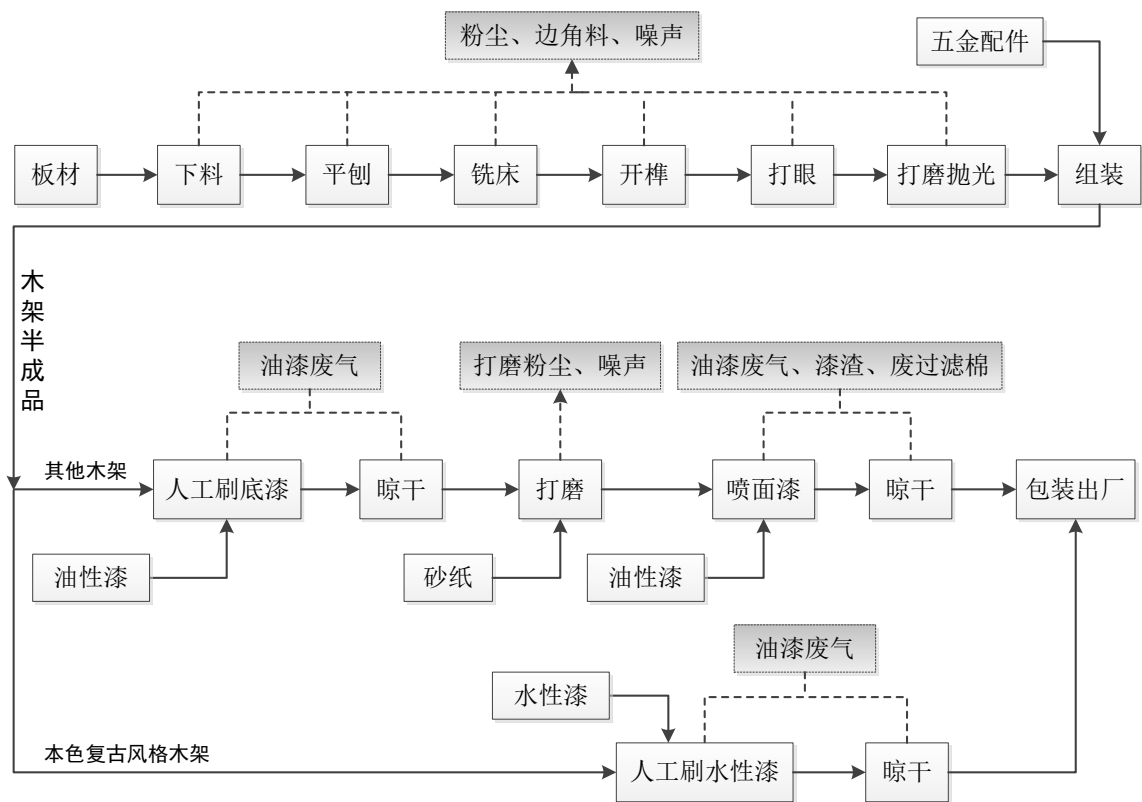 粉尘、边角料、噪声
五金配件
板材
下料
平刨
铣床
开榫
打眼
打磨抛光
组装
木架半成品
油漆废气
打磨粉尘、噪声
油漆废气、漆渣、废过滤棉
其他木架
人工刷底漆
晾干
打磨
喷面漆
晾干
包装出厂
油性漆
砂纸
油性漆
油漆废气
水性漆
本色复古风格木架
人工刷水性漆
晾干